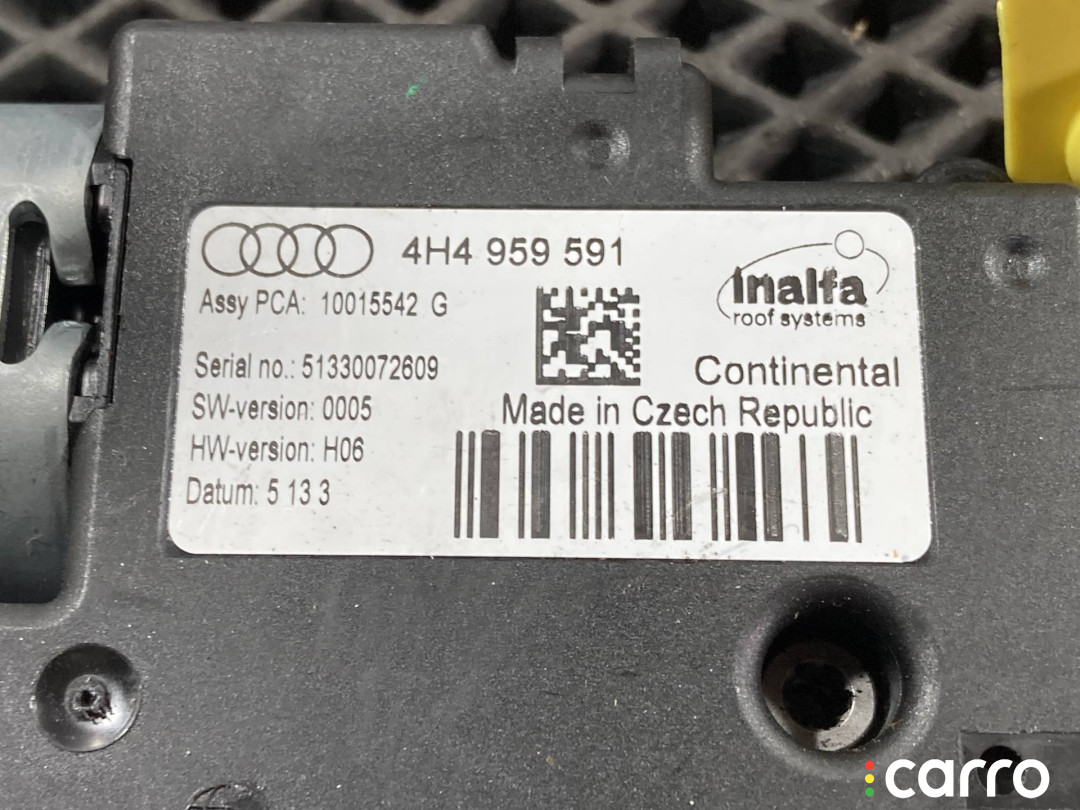 4H4 959 591
Assy PCA: 10015542 G
Inalfa
roof systems
Serial no.: 51330072609
Continental
SW-version: 0005
Made in Czech Republic
HW-version: H06
Datum: 5 13 3
carro